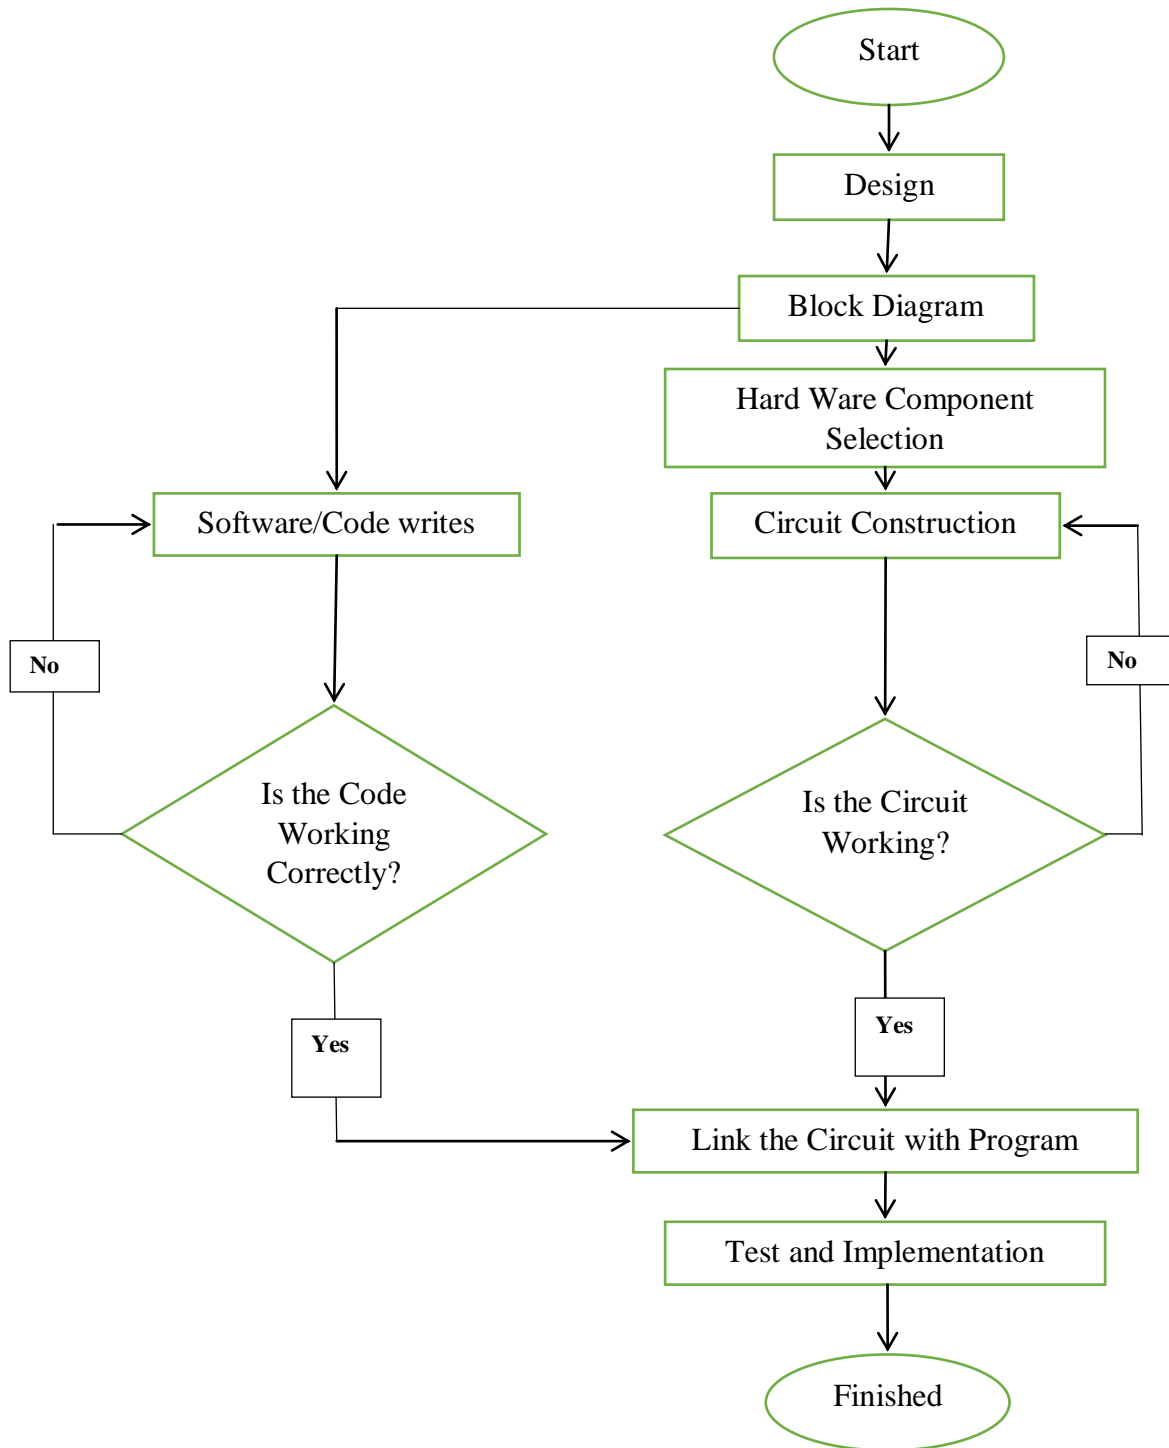 Start
Design
Block Diagram
Hard Ware Component
Selection
Software/Code writes
Circuit Construction
No
No
Is the Code
Working
Correctly?
Is the Circuit
Working?
Yes
Yes
Link the Circuit with Program
Test and Implementation
Finished